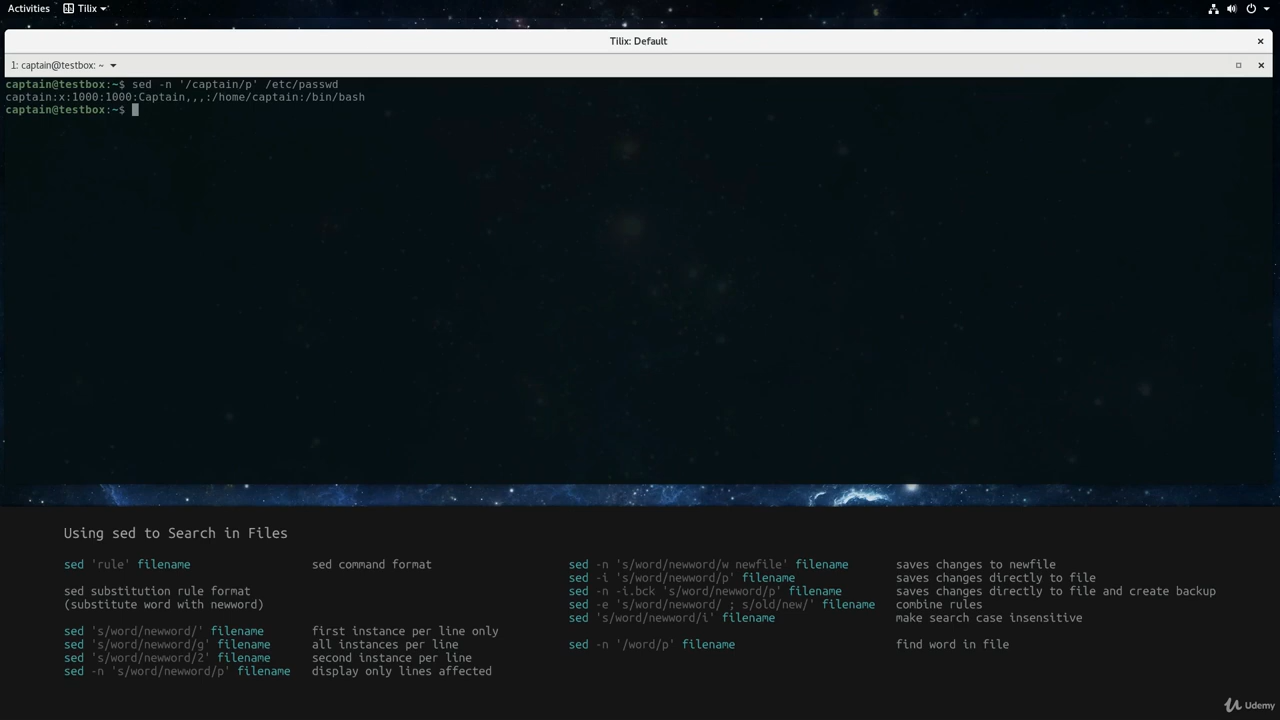 Activities
Tilix
Tilix: Default
1: captain@testbox: ~
captain@testbox:~$ sed -n '/captain/p' /etc/passwd
captain:x:1000:1000:Captain,,,:/home/captain:/bin/bash
captain@testbox:~$
Using sed to Search in Files
sed 'rule' filename sed command format
sed substitution rule format
(substitute word with newword)
sed 's/word/newword/' filename first instance per line only
sed 's/word/newword/g' filename all instances per line
sed 's/word/newword/2' filename second instance per line
sed -n 's/word/newword/p' filename display only lines affected
sed -n 's/word/newword/w newfile' filename saves changes to newfile
sed -i 's/word/newword/p' filename saves changes directly to file
sed -n -i.bck 's/word/newword/p' filename saves changes directly to file and create backup
sed -e 's/word/newword/ ; s/old/new/' filename combine rules
sed 's/word/newword/i' filename make search case insensitive
sed -n '/word/p' filename find word in file
Udemy